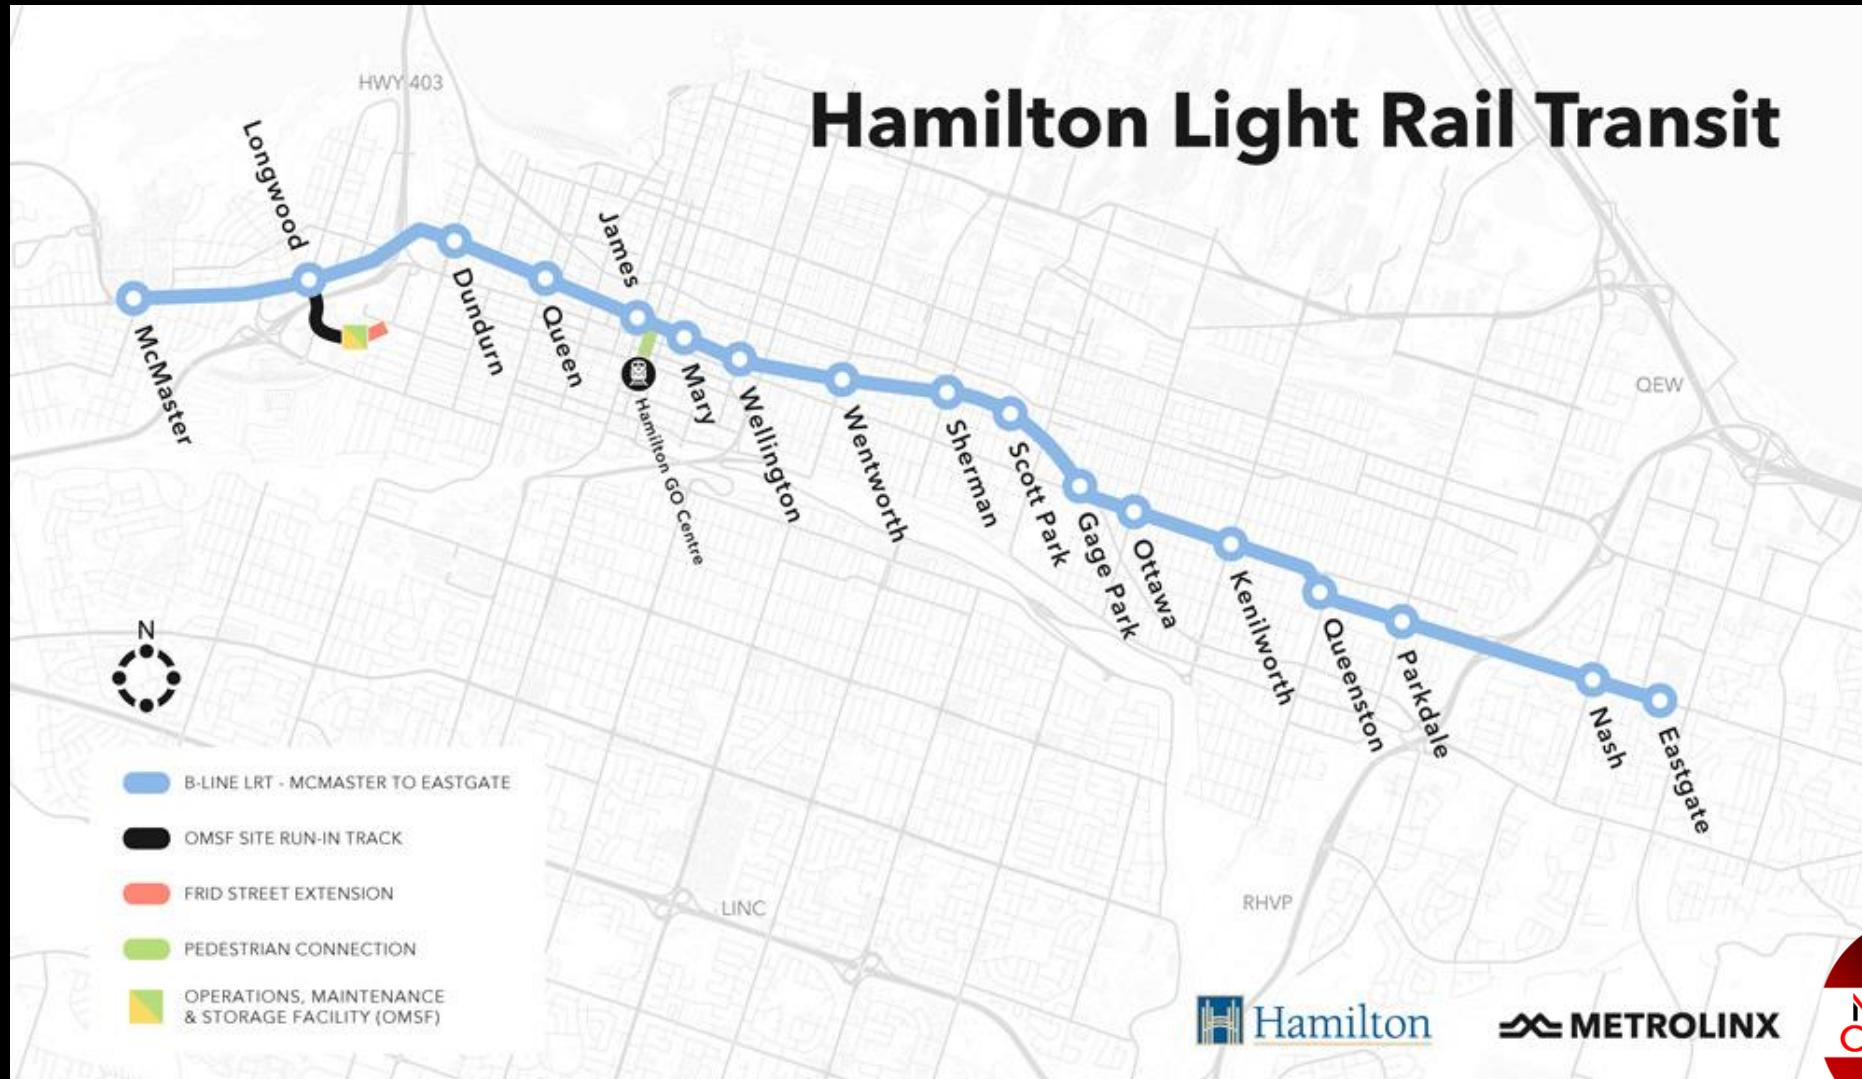 Hamilton Light Rail Transit
HWY 403
Longwood
James
McMaster
Dundurn
Queen
Hamilton GO Centre
Mary
Wellington
Wentworth
Sherman
Scott Park
Gage Park
Ottawa
Kenilworth
Queenston
Parkdale
Nash
Eastgate
QEW
N
B-LINE LRT - MCMASTER TO EASTGATE
OMSF SITE RUN-IN TRACK
FRID STREET EXTENSION
PEDESTRIAN CONNECTION
OPERATIONS, MAINTENANCE
& STORAGE FACILITY (OMSF)
LINC
RHVP
Hamilton
METROLINX